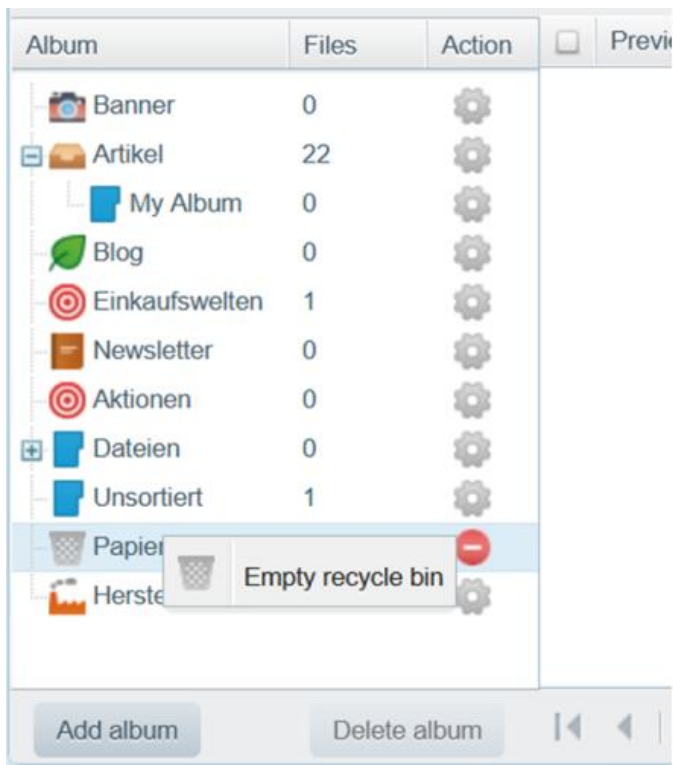 Album Files Action Previ
Banner 0
Artikel 22
My Album 0
Blog 0
Einkaufswelten 1
Newsletter 0
Aktionen 0
Dateien 0
Unsortiert 1
Papier
Empty recycle bin
Herste
Add album Delete album